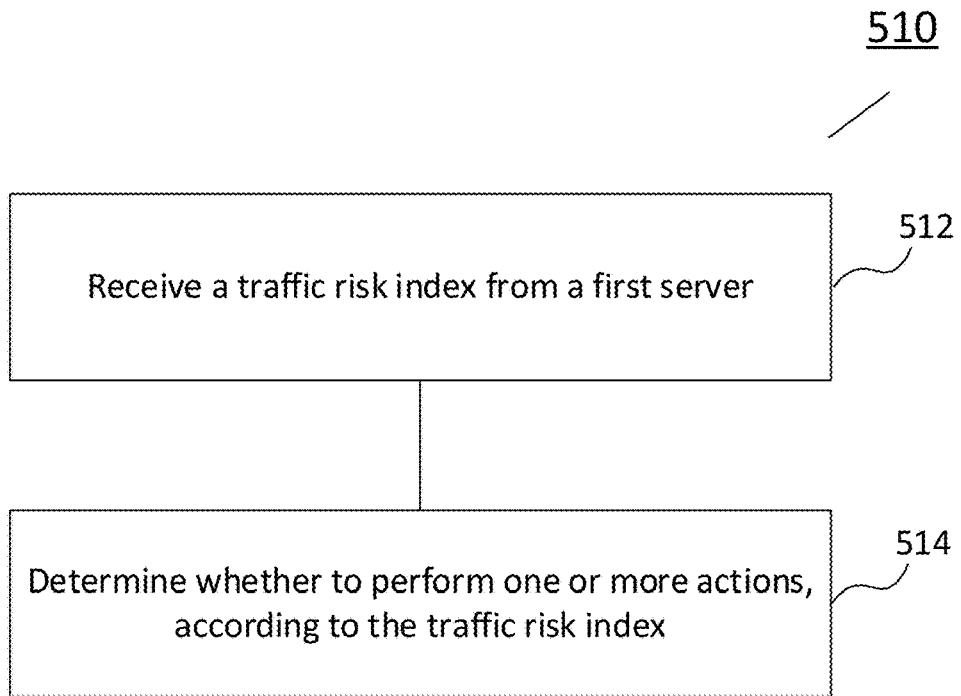 510
512
Receive a traffic risk index from a first server
514
Determine whether to perform one or more actions,
according to the traffic risk index